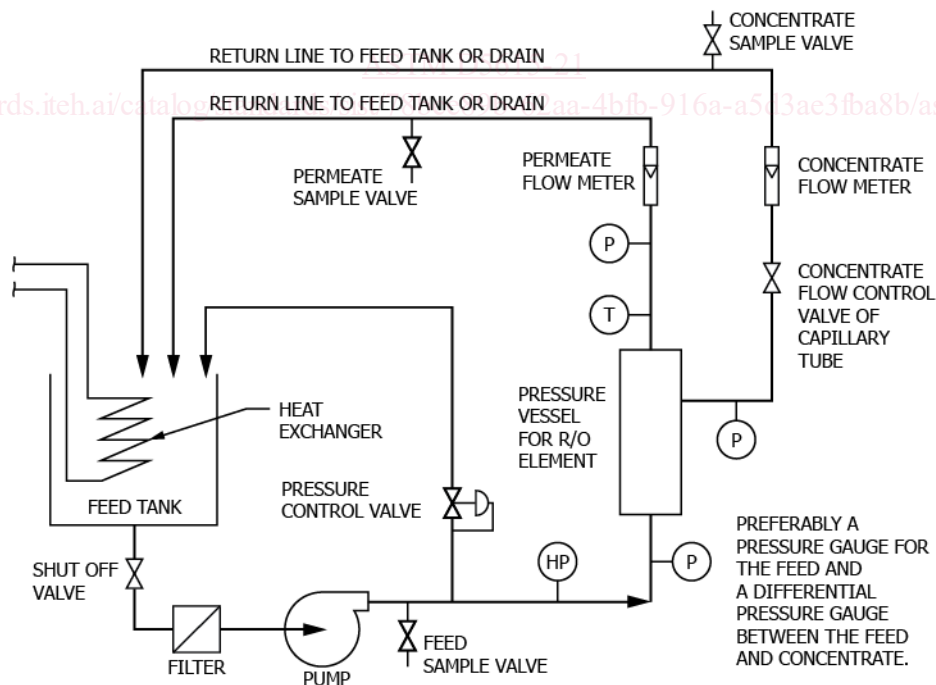 CONCENTRATE
SAMPLE VALVE
RETURN LINE TO FEED TANK OR DRAIN
RETURN LINE TO FEED TANK OR DRAIN
PERMEATE
SAMPLE VALVE
PERMEATE
FLOW METER
CONCENTRATE
FLOW METER
P
T
CONCENTRATE
FLOW CONTROL
VALVE OF
CAPILLARY
TUBE
HEAT
EXCHANGER
PRESSURE
VESSEL
FOR R/O
ELEMENT
P
FEED TANK
PRESSURE
CONTROL VALVE
SHUT OFF
VALVE
HP
P
PREFERABLY A
PRESSURE GAUGE FOR
THE FEED AND
A DIFFERENTIAL
PRESSURE GAUGE
BETWEEN THE FEED
AND CONCENTRATE.
FILTER
PUMP
FEED
SAMPLE VALVE